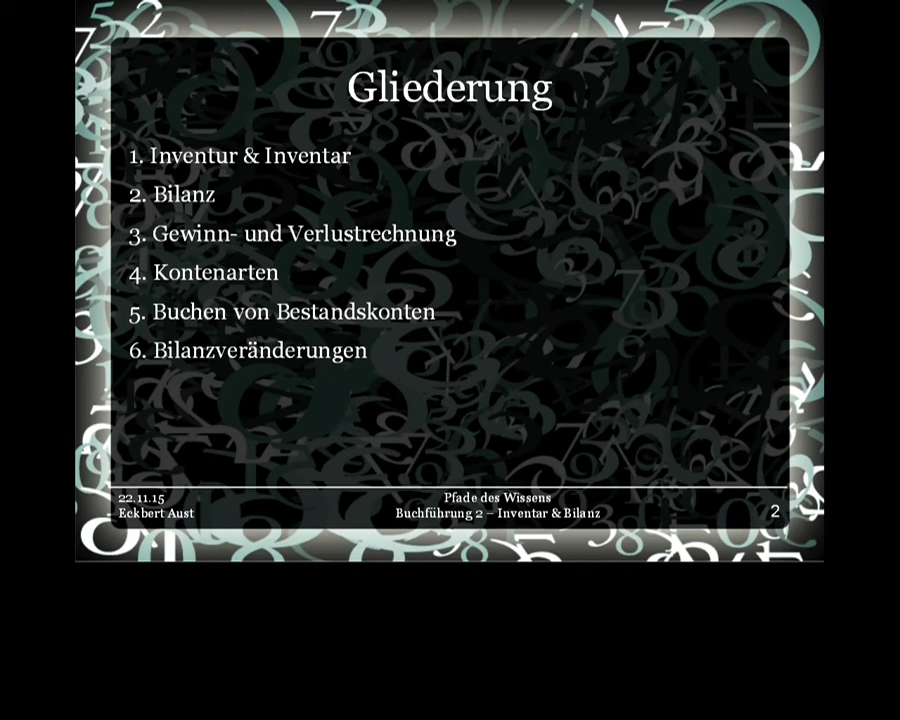 Gliederung
1. Inventur & Inventar
2. Bilanz
3. Gewinn- und Verlustrechnung
4. Kontenarten
5. Buchen von Bestandskonten
6. Bilanzveränderungen
22.11.15
Eckbert Aust
Pfade des Wissens
Buchführung 2 – Inventar & Bilanz
2